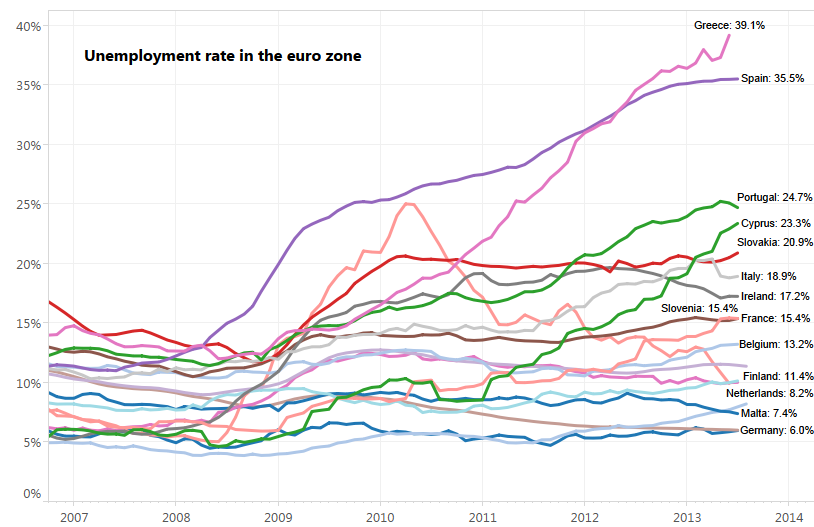 40%
Greece: 39.1%
Unemployment rate in the euro zone
35%
Spain: 35.5%
30%
25%
Portugal: 24.7%
Cyprus: 23.3%
Slovakia: 20.9%
20%
Italy: 18.9%
Ireland: 17.2%
Slovenia: 15.4%
15%
France: 15.4%
Belgium: 13.2%
Finland: 11.4%
10%
Netherlands: 8.2%
Malta: 7.4%
Germany: 6.0%
5%
0%
2007 2008 2009 2010 2011 2012 2013 2014